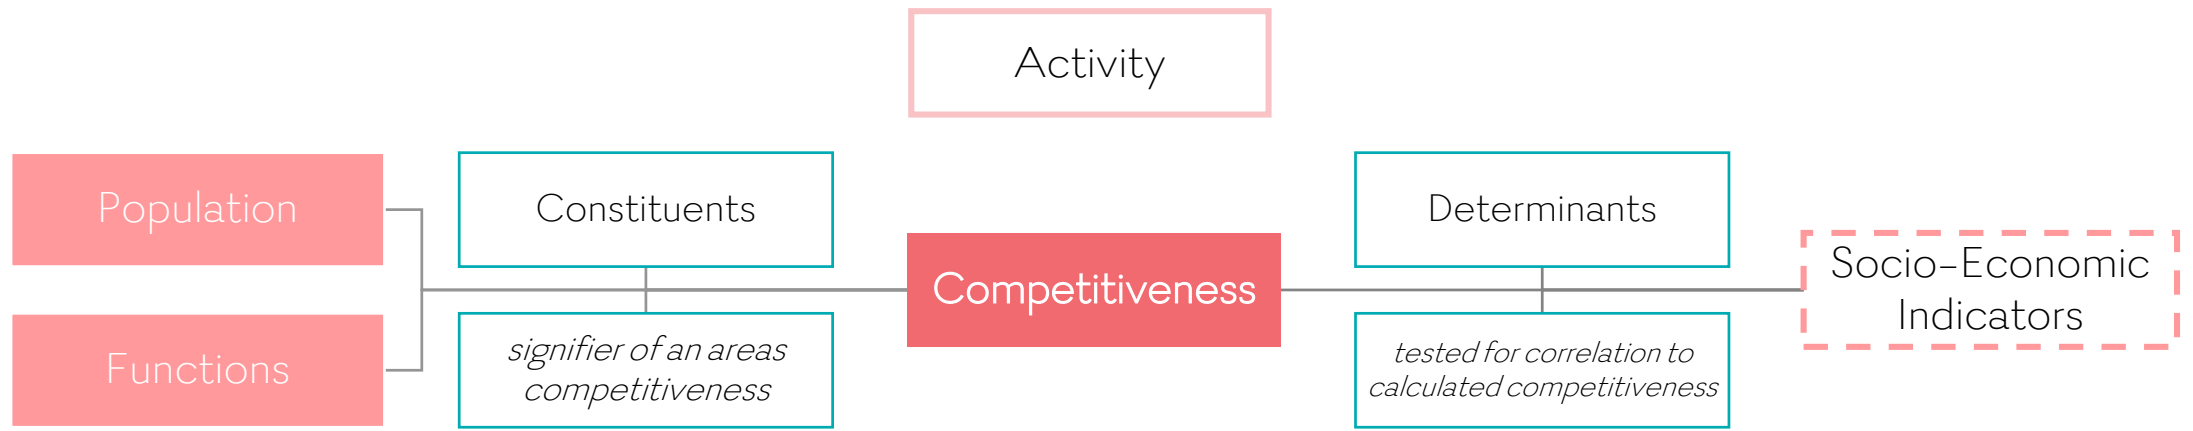 Activity
Population
Functions
Constituents
signifier of an areas
competitiveness
Competitiveness
Determinants
tested for correlation to
calculated competitiveness
Socio-Economic
Indicators